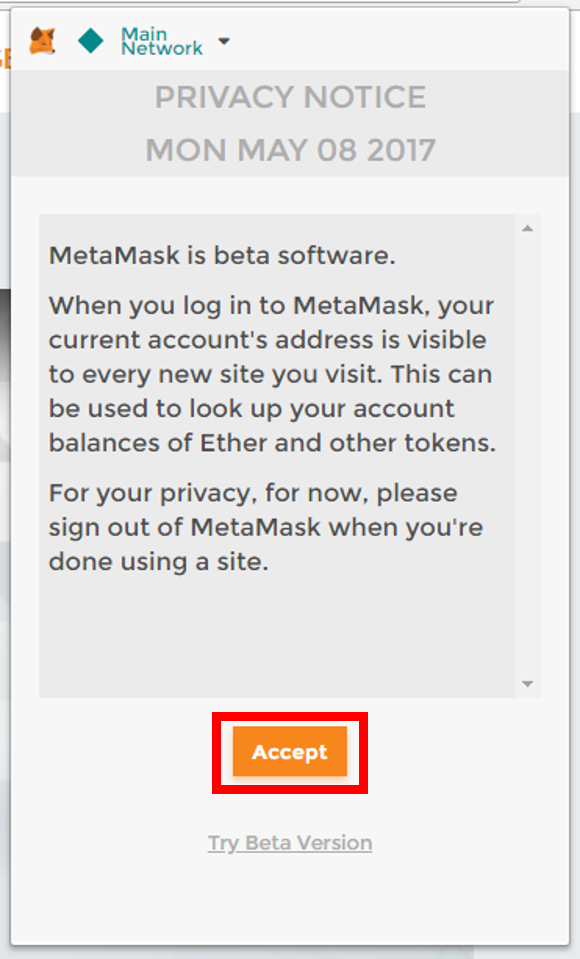 Main
Network
PRIVACY NOTICE
MON MAY 08 2017
MetaMask is beta software.
When you log in to MetaMask, your
current account's address is visible
to every new site you visit. This can
be used to look up your account
balances of Ether and other tokens.
For your privacy, for now, please
sign out of MetaMask when you're
done using a site.
Accept
Try Beta Version